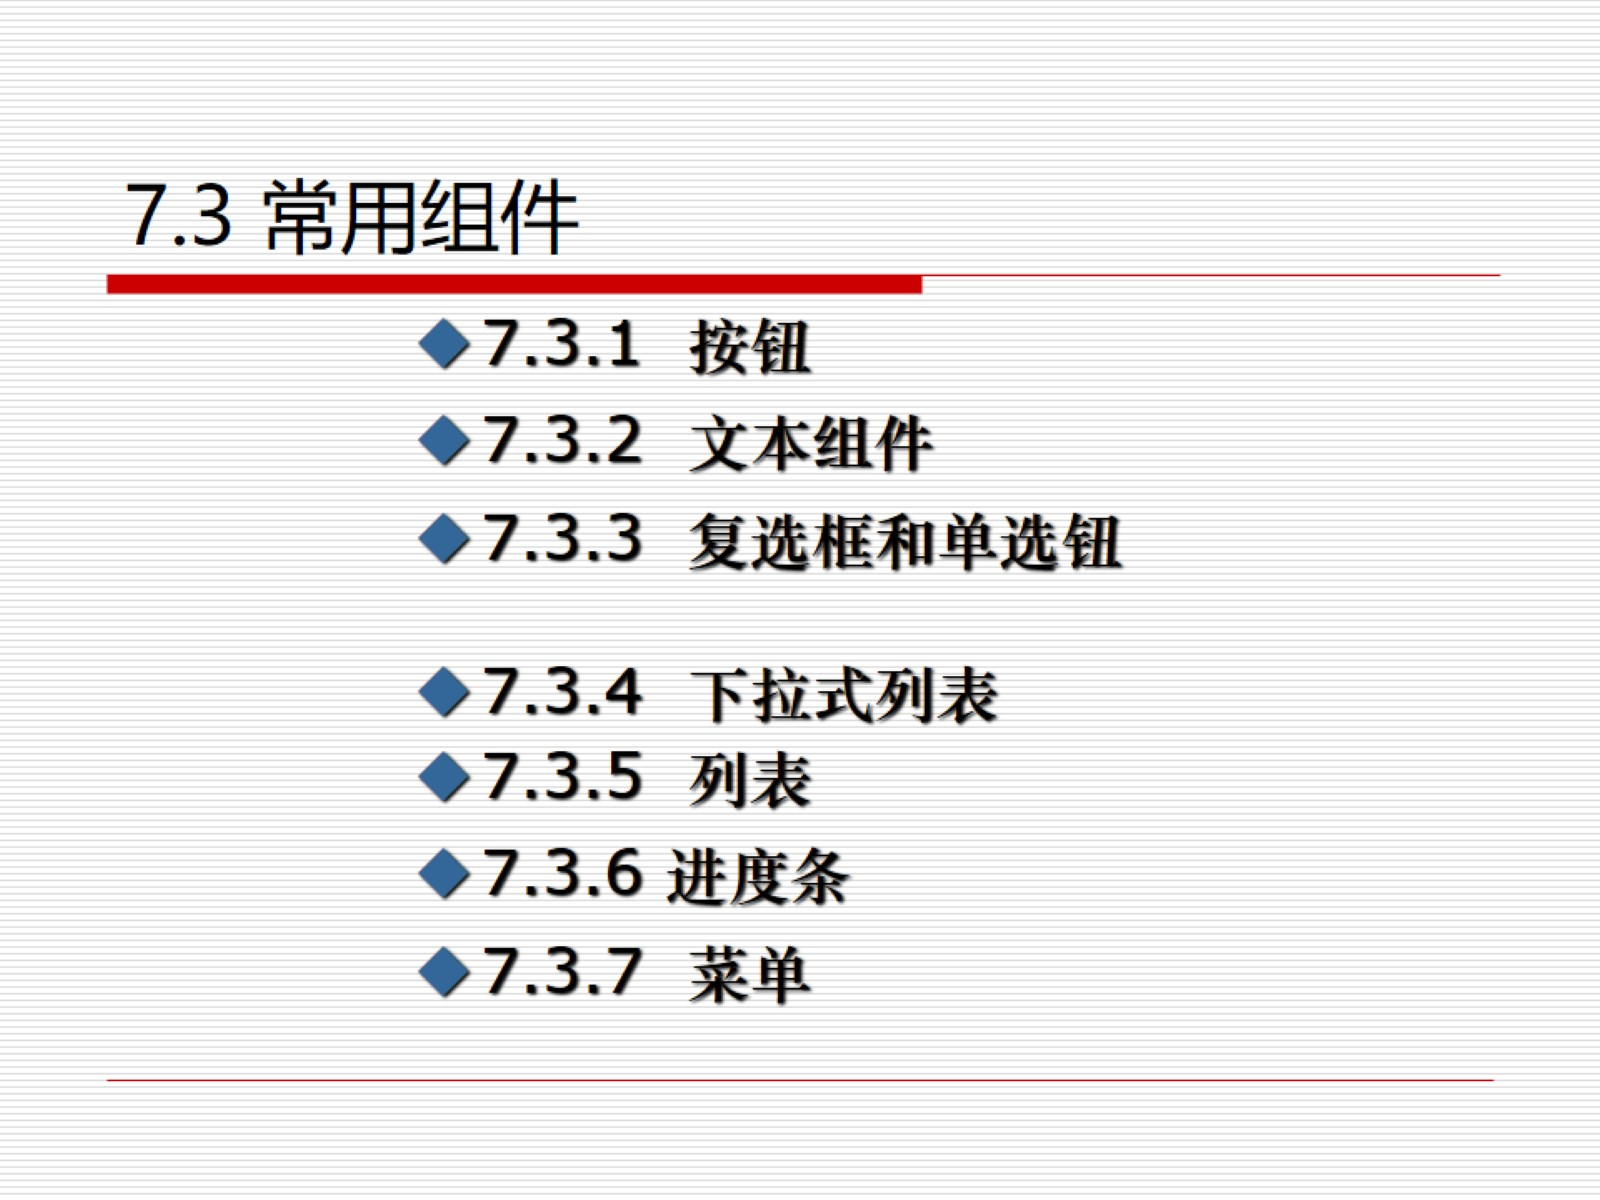 7.3 常用组件
7.3.1 按钮
7.3.2 文本组件
7.3.3 复选框和单选钮
7.3.4 下拉式列表
7.3.5 列表
7.3.6 进度条
7.3.7 菜单